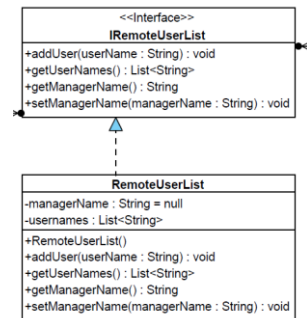 <<Interface>>
IRemoteUserList
+addUser(userName : String) : void
+getUserNames() : List<String>
+getManagerName() : String
+setManagerName(managerName : String) : void
RemoteUserList
-managerName : String = null
-usernames : List<String>
+RemoteUserList()
+addUser(userName : String) : void
+getUserNames() : List<String>
+getManagerName() : String
+setManagerName(managerName : String) : void